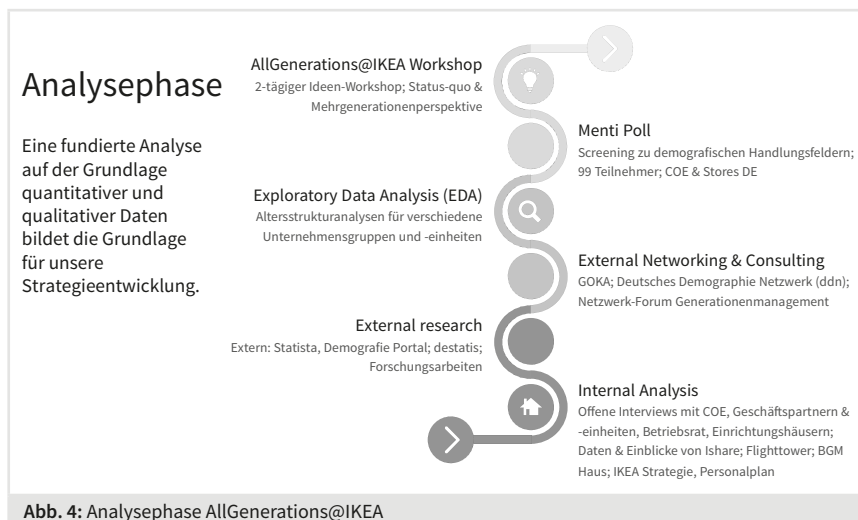 Analysephase
Eine fundierte Analyse
auf der Grundlage
quantitativer und
qualitativer Daten
bildet die Grundlage
für unsere
Strategieentwicklung.
AllGenerations@IKEA Workshop
2-tägiger Ideen-Workshop; Status-quo &
Mehrgenerationenperspektive
Menti Poll
Screening zu demografischen Handlungsfeldern;
99 Teilnehmer; COE & Stores DE
Exploratory Data Analysis (EDA)
Altersstrukturanalysen für verschiedene
Unternehmensgruppen und -einheiten
External Networking & Consulting
GOKA; Deutsches Demographie Netzwerk (ddn);
Netzwerk-Forum Generationenmanagement
External research
Extern: Statista, Demografie Portal; destatis;
Forschungsarbeiten
Internal Analysis
Offene Interviews mit COE, Geschäftspartnern &
-einheiten, Betriebsrat, Einrichtungshäusern;
Daten & Einblicke von Ishare; Flighttower; BGM
Haus; IKEA Strategie, Personalplan
Abb. 4: Analysephase AllGenerations@IKEA